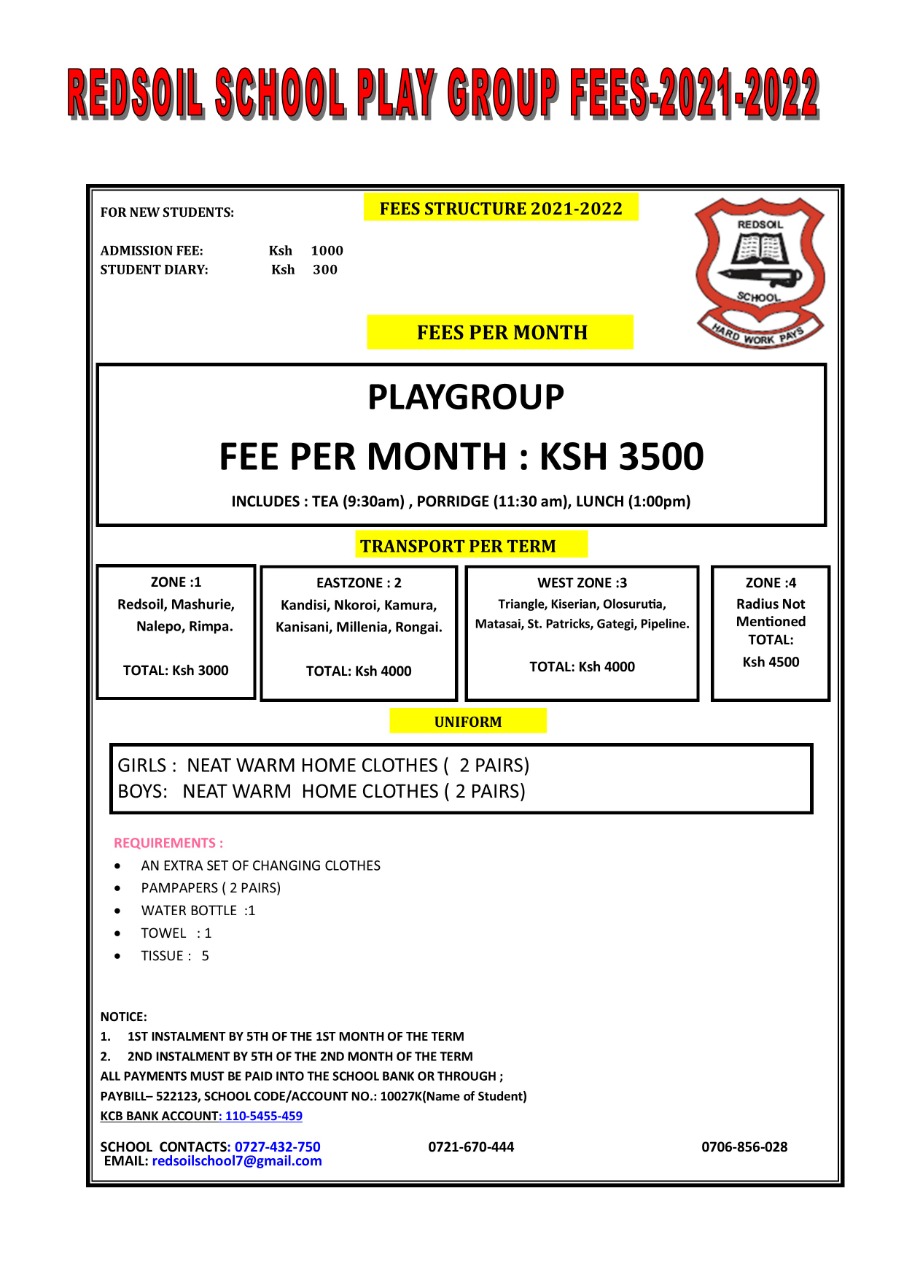 REDSOIL SCHOOL PLAY GROUP FEES-2021-2022
FOR NEW STUDENTS:
FEES STRUCTURE 2021-2022
ADMISSION FEE: Ksh 1000
STUDENT DIARY: Ksh 300
REDSOIL
SCHOOL
HARD WORK PAYS
FEES PER MONTH
PLAYGROUP
FEE PER MONTH : KSH 3500
INCLUDES : TEA (9:30am) , PORRIDGE (11:30 am), LUNCH (1:00pm)
TRANSPORT PER TERM
ZONE :1
Redsoil, Mashurie,
Nalepo, Rimpa.
TOTAL: Ksh 3000
EASTZONE : 2
Kandisi, Nkoroi, Kamura,
Kanisani, Millenia, Rongai.
TOTAL: Ksh 4000
WEST ZONE :3
Triangle, Kiserian, Olosurutia,
Matasai, St. Patricks, Gategi, Pipeline.
TOTAL: Ksh 4000
ZONE :4
Radius Not
Mentioned
TOTAL:
Ksh 4500
UNIFORM
GIRLS : NEAT WARM HOME CLOTHES ( 2 PAIRS)
BOYS: NEAT WARM HOME CLOTHES ( 2 PAIRS)
REQUIREMENTS :
• AN EXTRA SET OF CHANGING CLOTHES
• PAMPAPERS ( 2 PAIRS)
• WATER BOTTLE :1
• TOWEL : 1
• TISSUE : 5
NOTICE:
1. 1ST INSTALMENT BY 5TH OF THE 1ST MONTH OF THE TERM
2. 2ND INSTALMENT BY 5TH OF THE 2ND MONTH OF THE TERM
ALL PAYMENTS MUST BE PAID INTO THE SCHOOL BANK OR THROUGH ;
PAYBILL– 522123, SCHOOL CODE/ACCOUNT NO.: 10027K(Name of Student)
KCB BANK ACCOUNT: 110-5455-459
SCHOOL CONTACTS: 0727-432-750 0721-670-444 0706-856-028
EMAIL: redsoilschool7@gmail.com